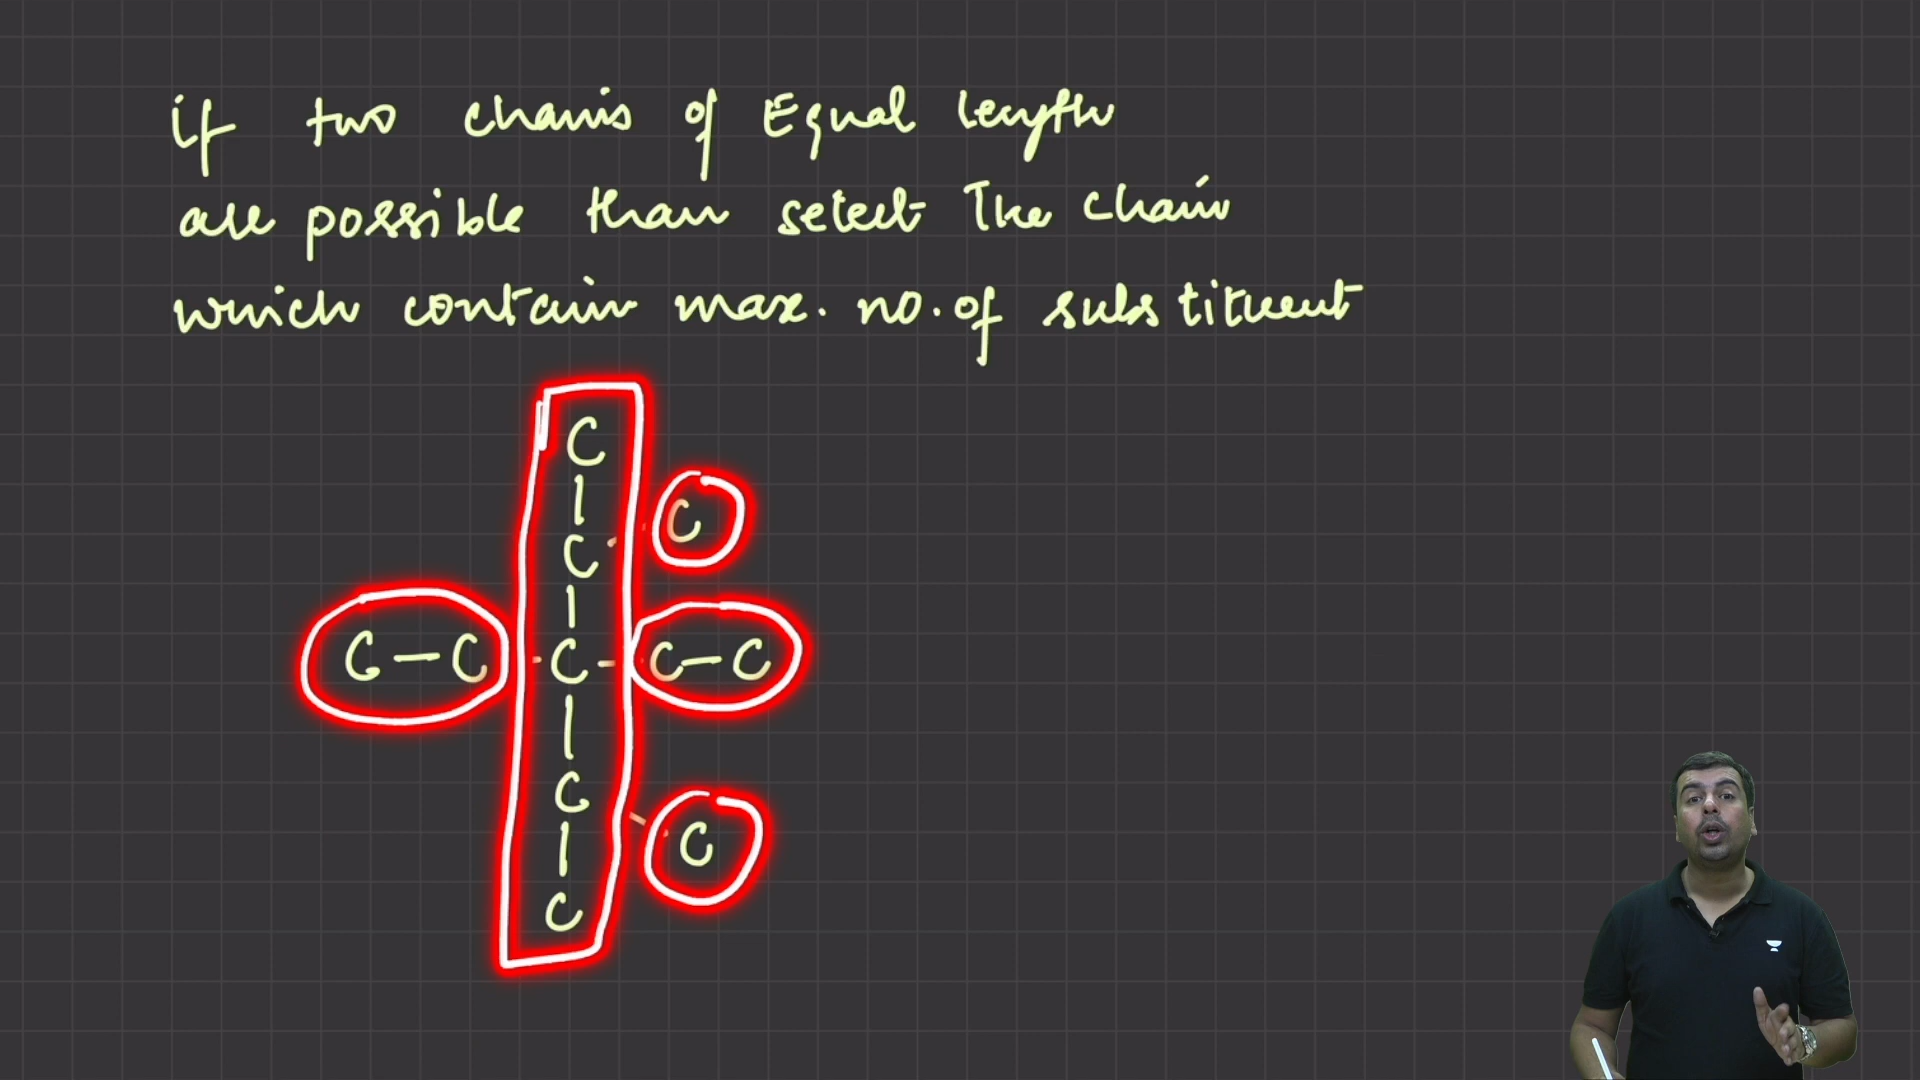 if two chains of Equal length
are possible than select The chain
which contain max. no. of substituent
C
|
C - C
|
C - C - C - C - C
|
C - C
|
C